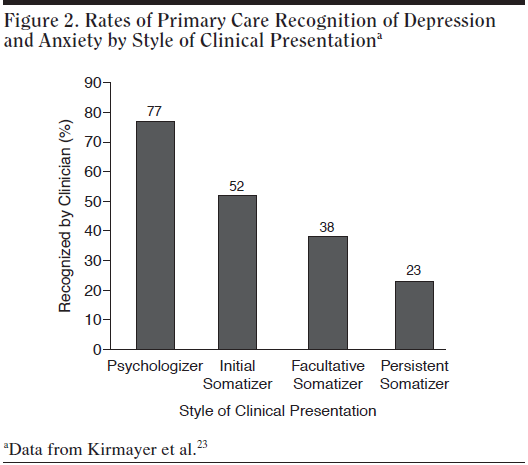 Figure 2. Rates of Primary Care Recognition of Depression
and Anxiety by Style of Clinical Presentationª
Recognized by Clinician (%)
90
80
70
60
50
40
30
20
10
0
77
52
38
23
Psychologizer Initial Facultative Persistent
Somatizer Somatizer Somatizer
Style of Clinical Presentation
ªData from Kirmayer et al.²³